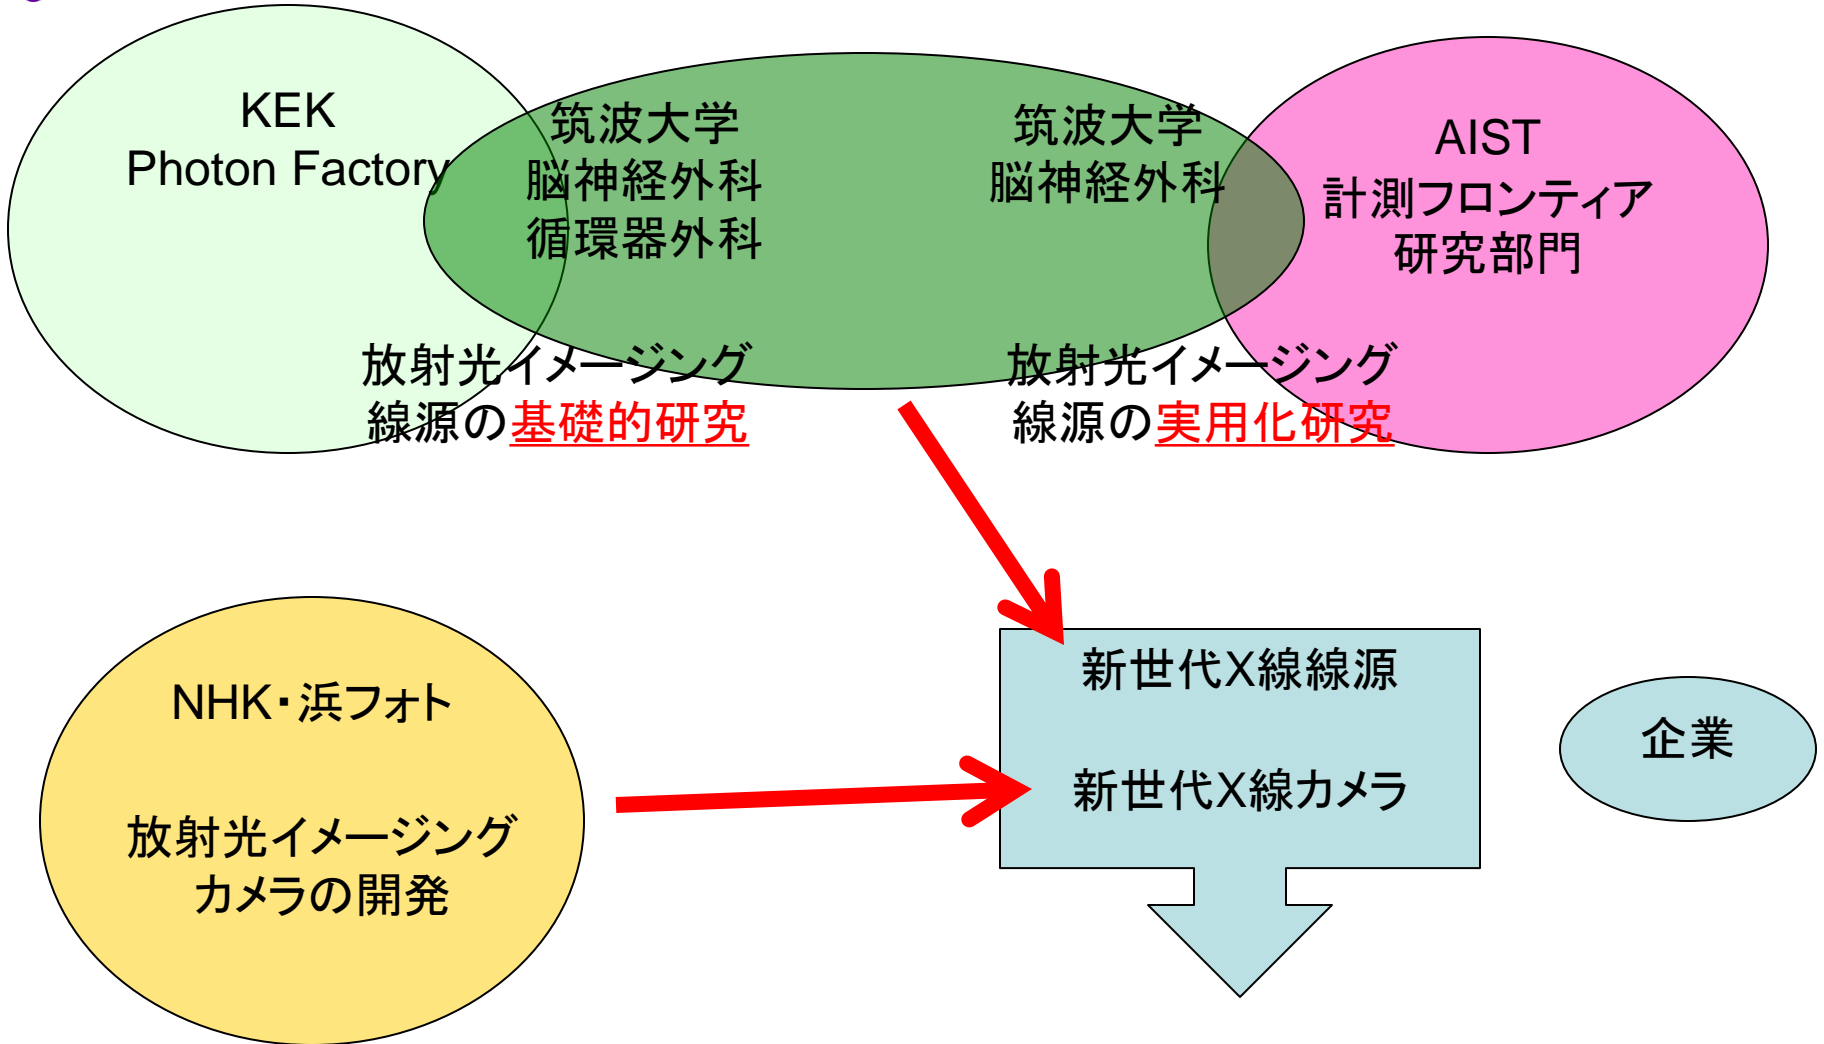 KEK
Photon Factory
筑波大学
脳神経外科
循環器外科
筑波大学
脳神経外科
AIST
計測フロンティア
研究部門
放射光イメージング
線源の基礎的研究
放射光イメージング
線源の実用化研究
NHK・浜フォト
放射光イメージング
カメラの開発
新世代X線線源
新世代X線カメラ
企業